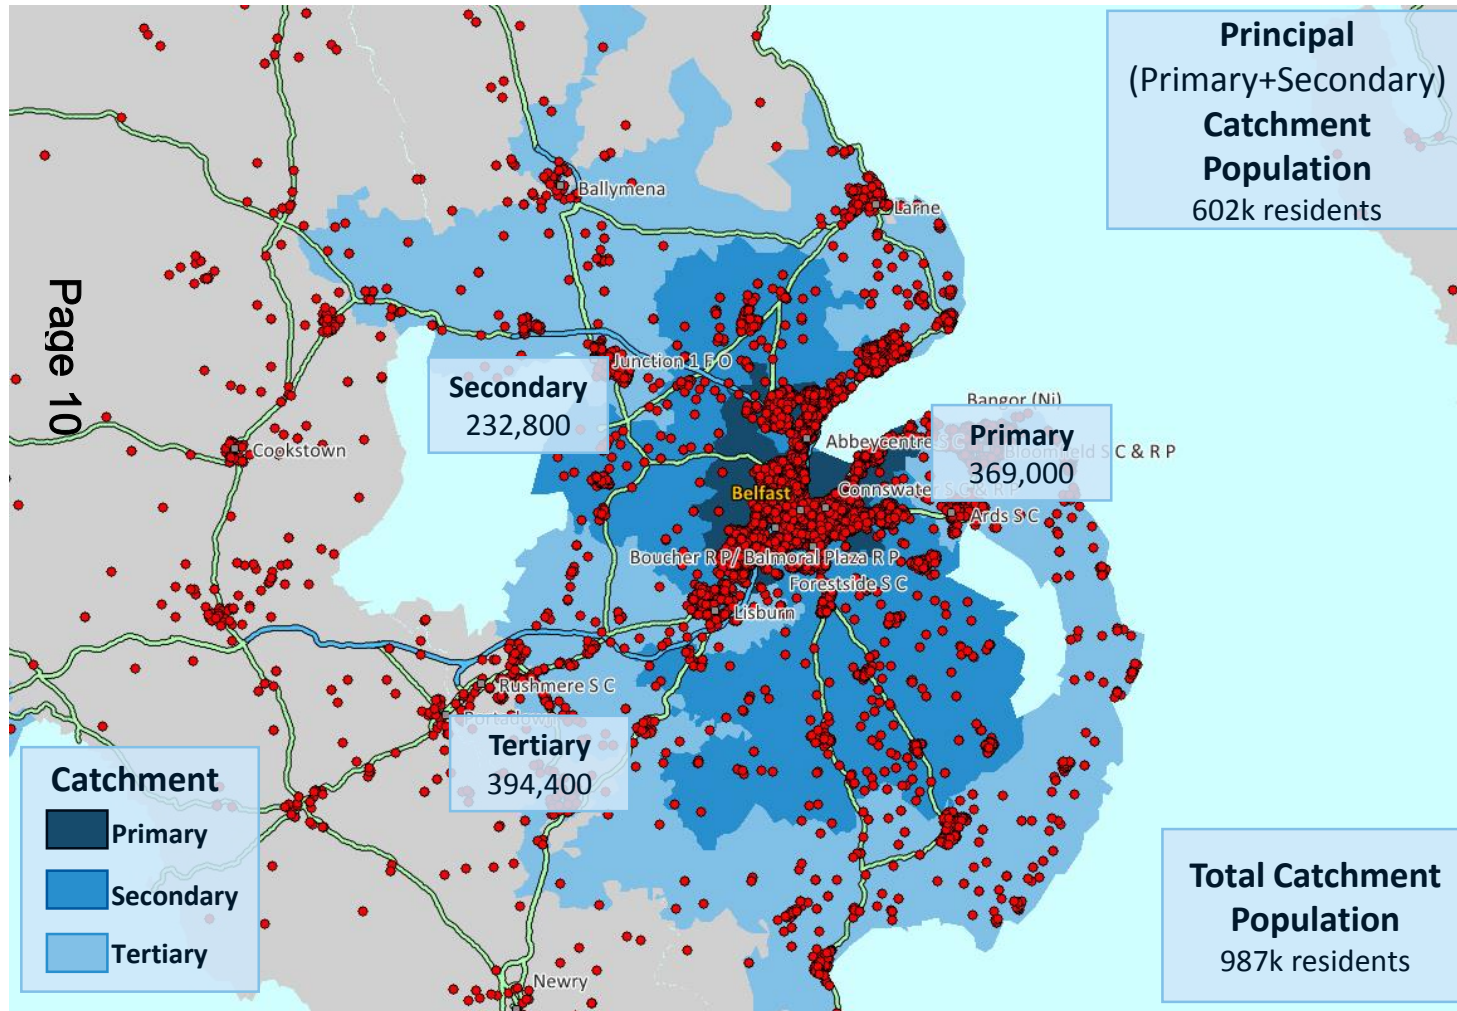 Principal
(Primary+Secondary)
Catchment
Population
602k residents
Ballymena
Larne
Page 10
Junction 1 F O
Secondary
232,800
Bangor (Ni)
Primary
369,000
Abbeycentre S C
Bloomfield S C & R P
Cookstown
Belfast
Connswater S C & R P
Ards S C
Boucher R P/ Balmoral Plaza R P
Forestside S C
Lisburn
Rushmere S C
Portadown
Tertiary
394,400
Catchment
Primary
Secondary
Tertiary
Total Catchment
Population
987k residents
Newry